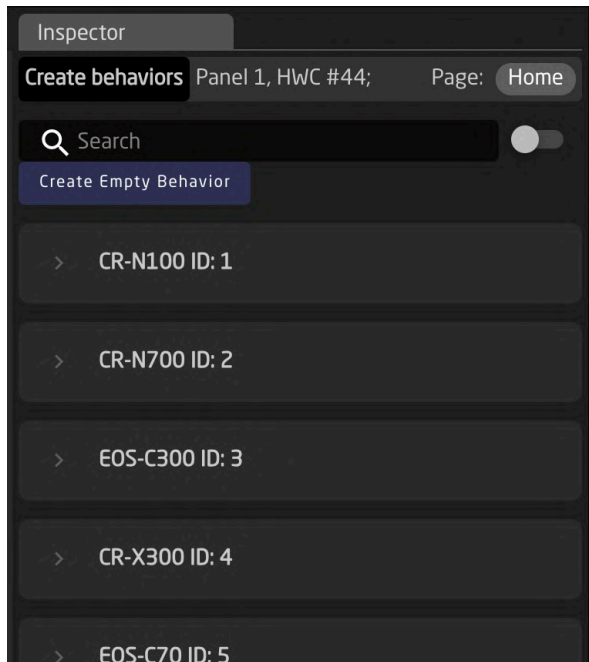 Inspector
Create behaviors Panel 1, HWC #44; Page: Home
Search
Create Empty Behavior
CR-N100 ID: 1
CR-N700 ID: 2
EOS-C300 ID: 3
CR-X300 ID: 4
EOS-C70 ID: 5